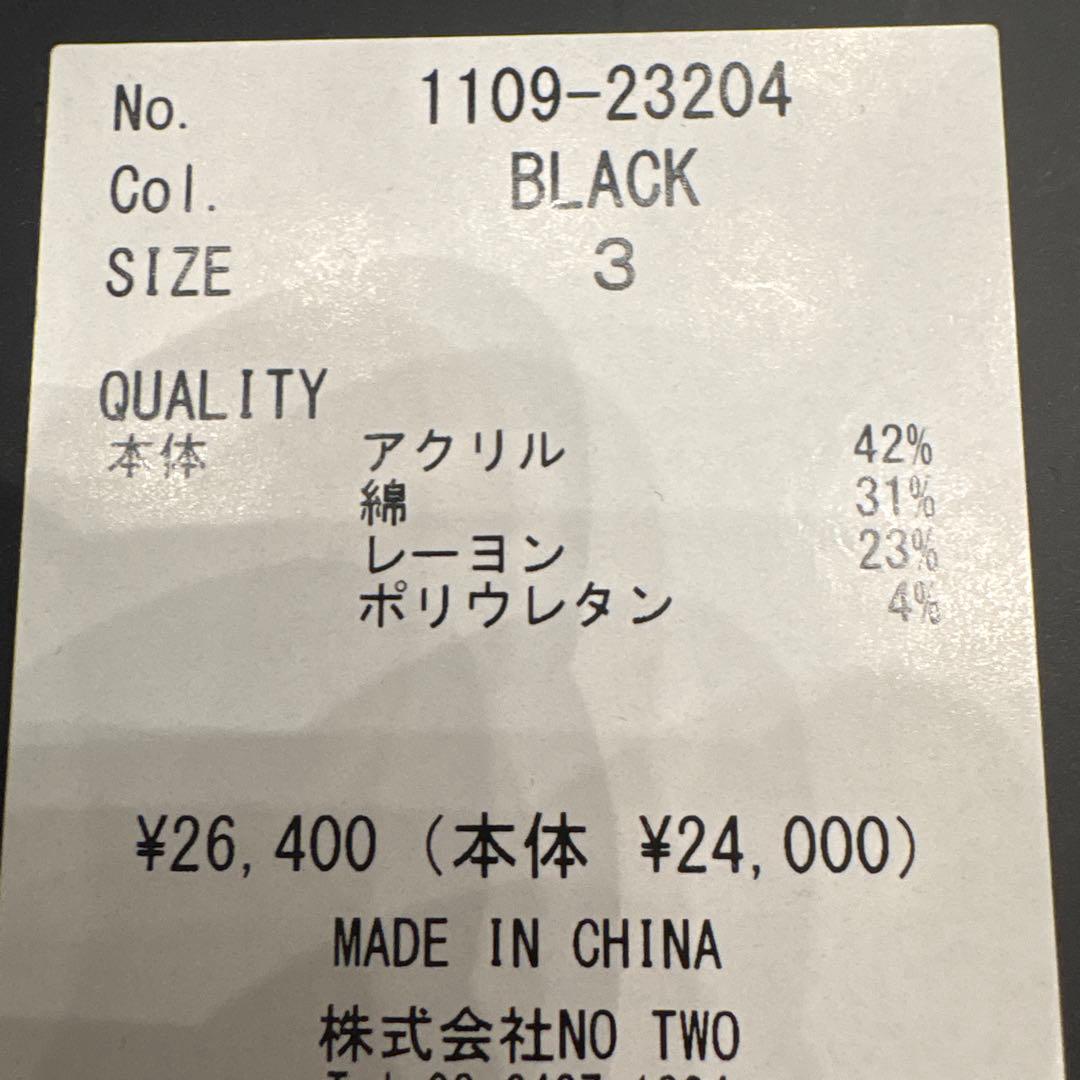 No. 1109-23204
Col. BLACK
SIZE 3
QUALITY
本体 アクリル 42%
綿 31%
レーヨン 23%
ポリウレタン 4%
¥26,400(本体 ¥24,000)
MADE IN CHINA
株式会社NO TWO